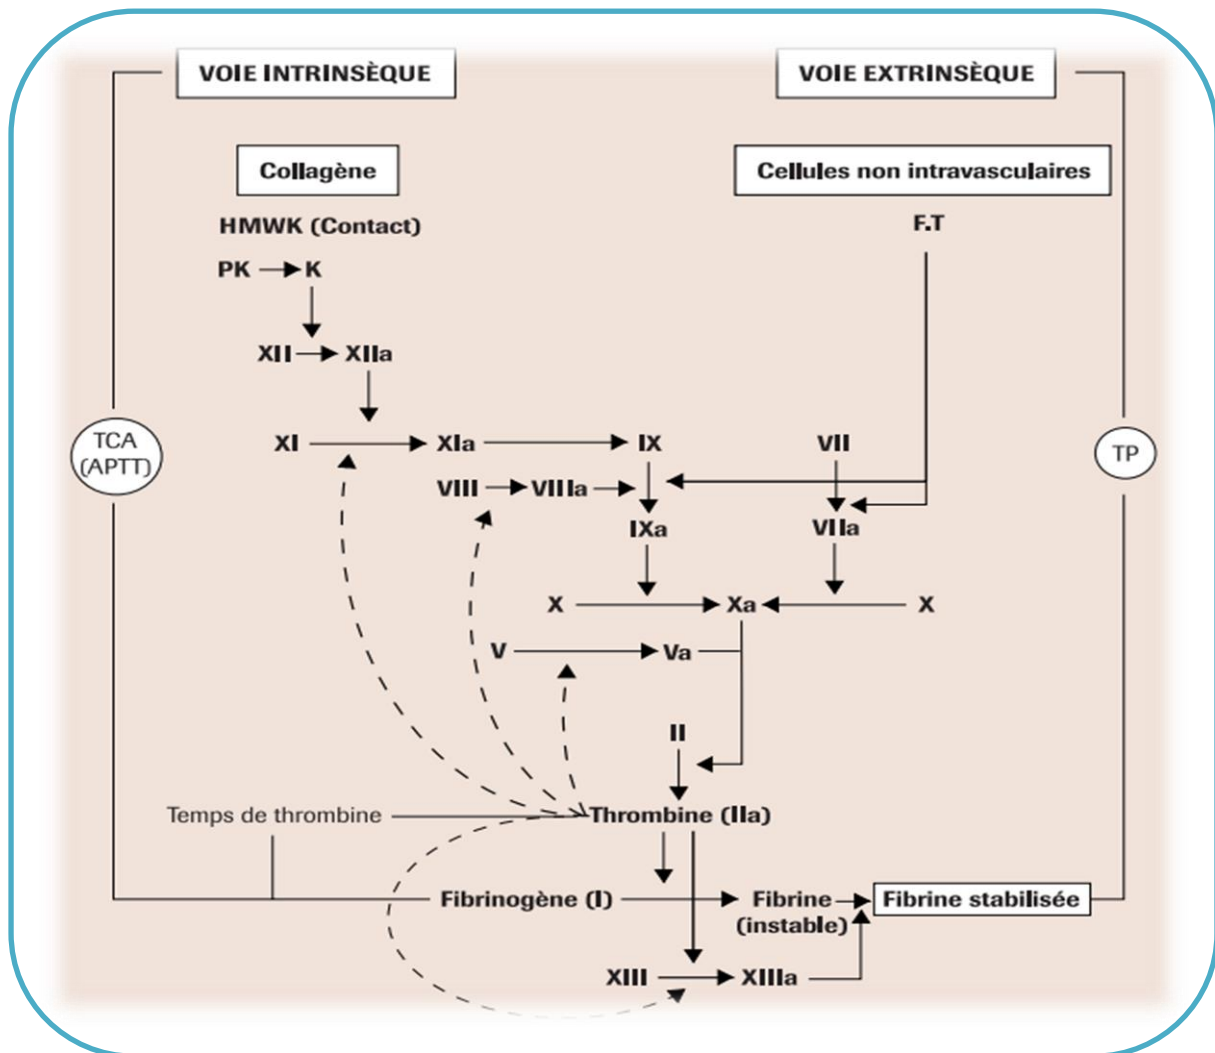 VOIE INTRINSÈQUE
VOIE EXTRINSÈQUE
Collagène
Cellules non intravasculaires
HMWK (Contact)
F.T
PK K
XII XIIa
TCA
(APTT)
XI XIa IX VII
TP
VIII VIIIa
IXa VIIa
X Xa X
V Va
II
Temps de thrombine Thrombine (IIa)
Fibrinogène (I) Fibrine Fibrine stabilisée
(instable)
XIII XIIIa